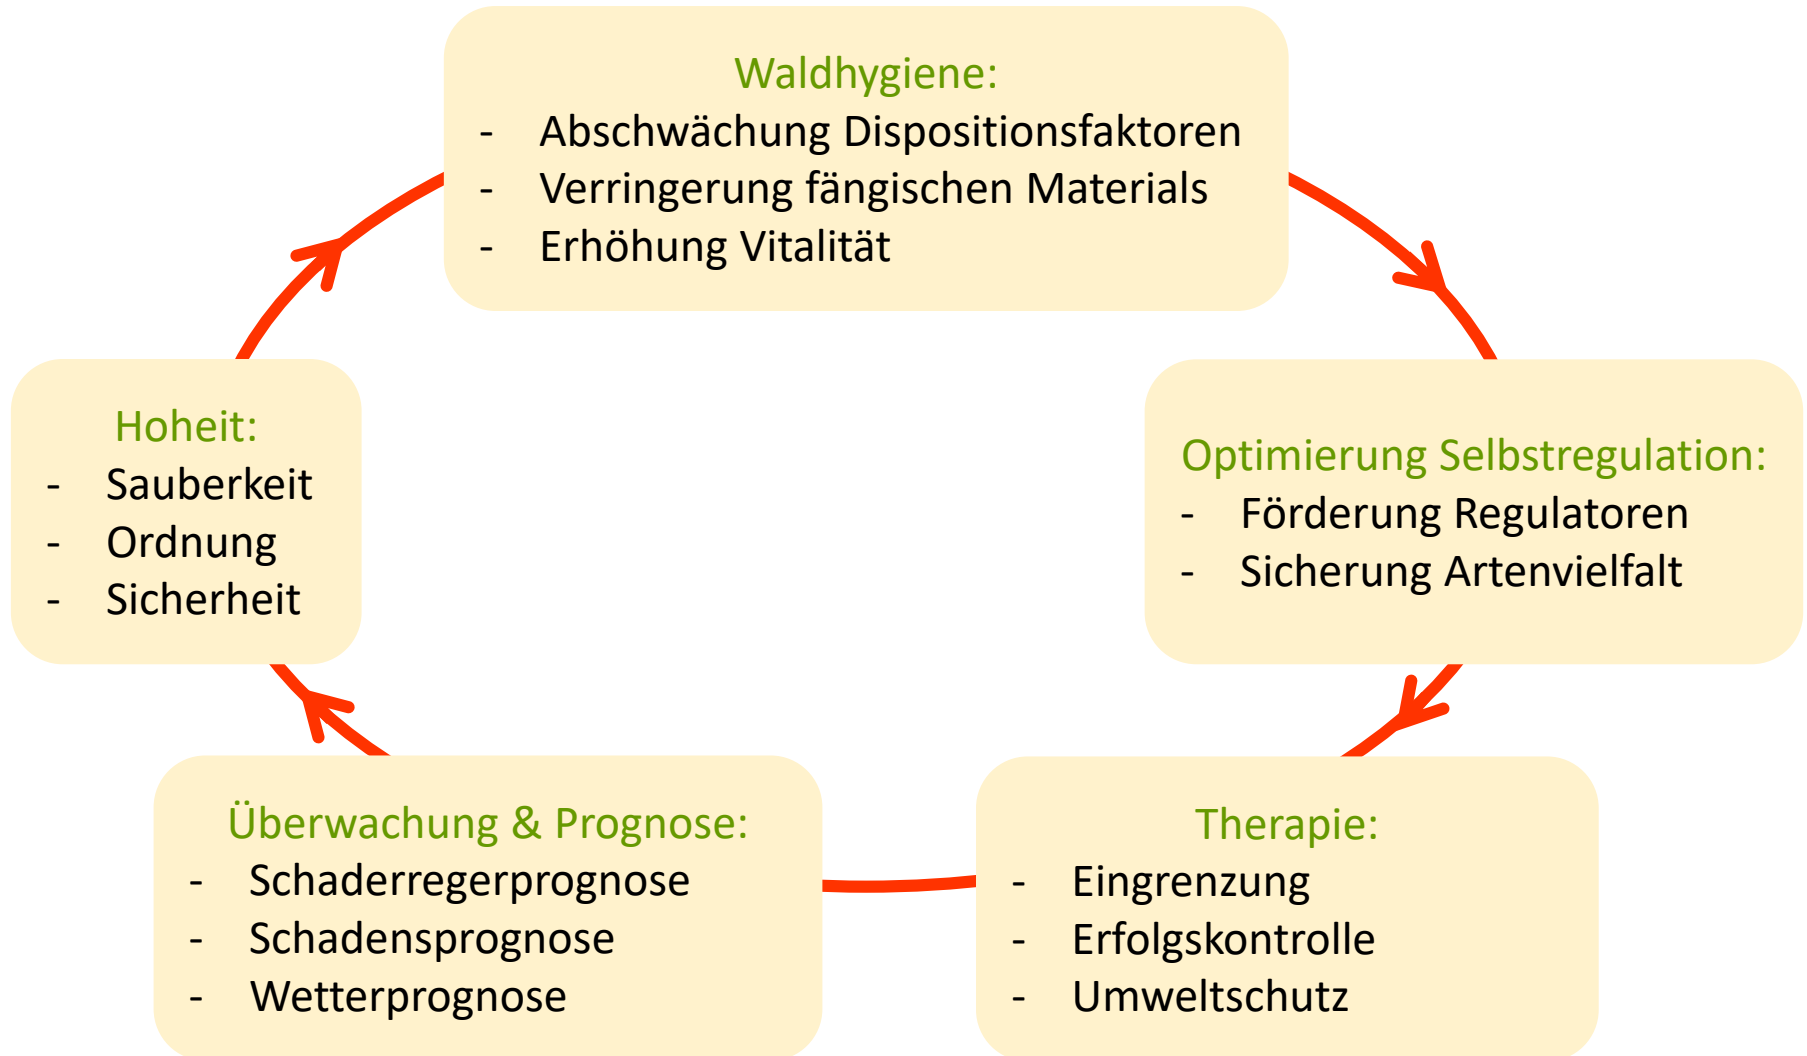 Waldhygiene:
- Abschwächung Dispositionsfaktoren
- Verringerung fängischen Materials
- Erhöhung Vitalität
Hoheit:
- Sauberkeit
- Ordnung
- Sicherheit
Optimierung Selbstregulation:
- Förderung Regulatoren
- Sicherung Artenvielfalt
Überwachung & Prognose:
- Schaderregerprognose
- Schadensprognose
- Wetterprognose
Therapie:
- Eingrenzung
- Erfolgskontrolle
- Umweltschutz